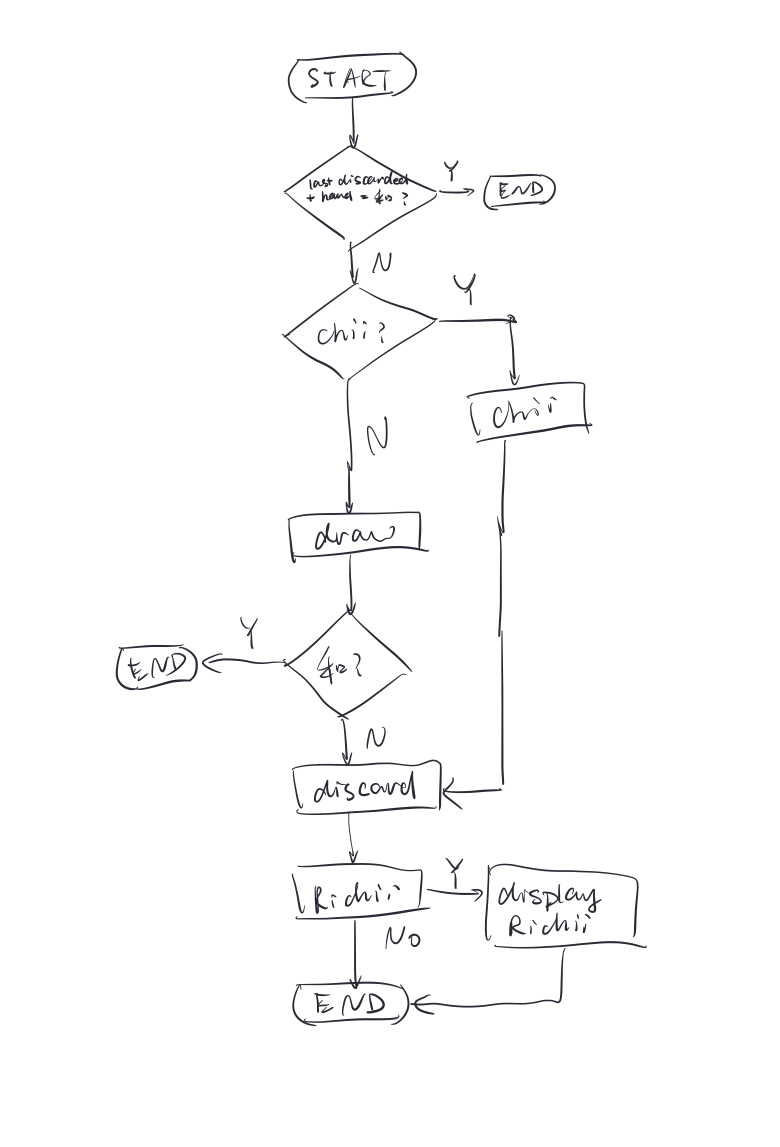 START
last discarded
+ hand = 和?
Y
END
N
Y
chii?
chii
N
draw
Y
和?
END
N
discard
Richii
Y
display
Richii
No
END